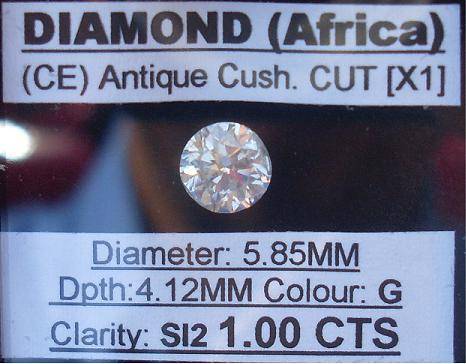 DIAMOND (Africa)
(CE) Antique Cush. CUT [X1]
Diameter: 5.85MM
Dpth:4.12MM Colour: G
Clarity: SI2 1.00 CTS